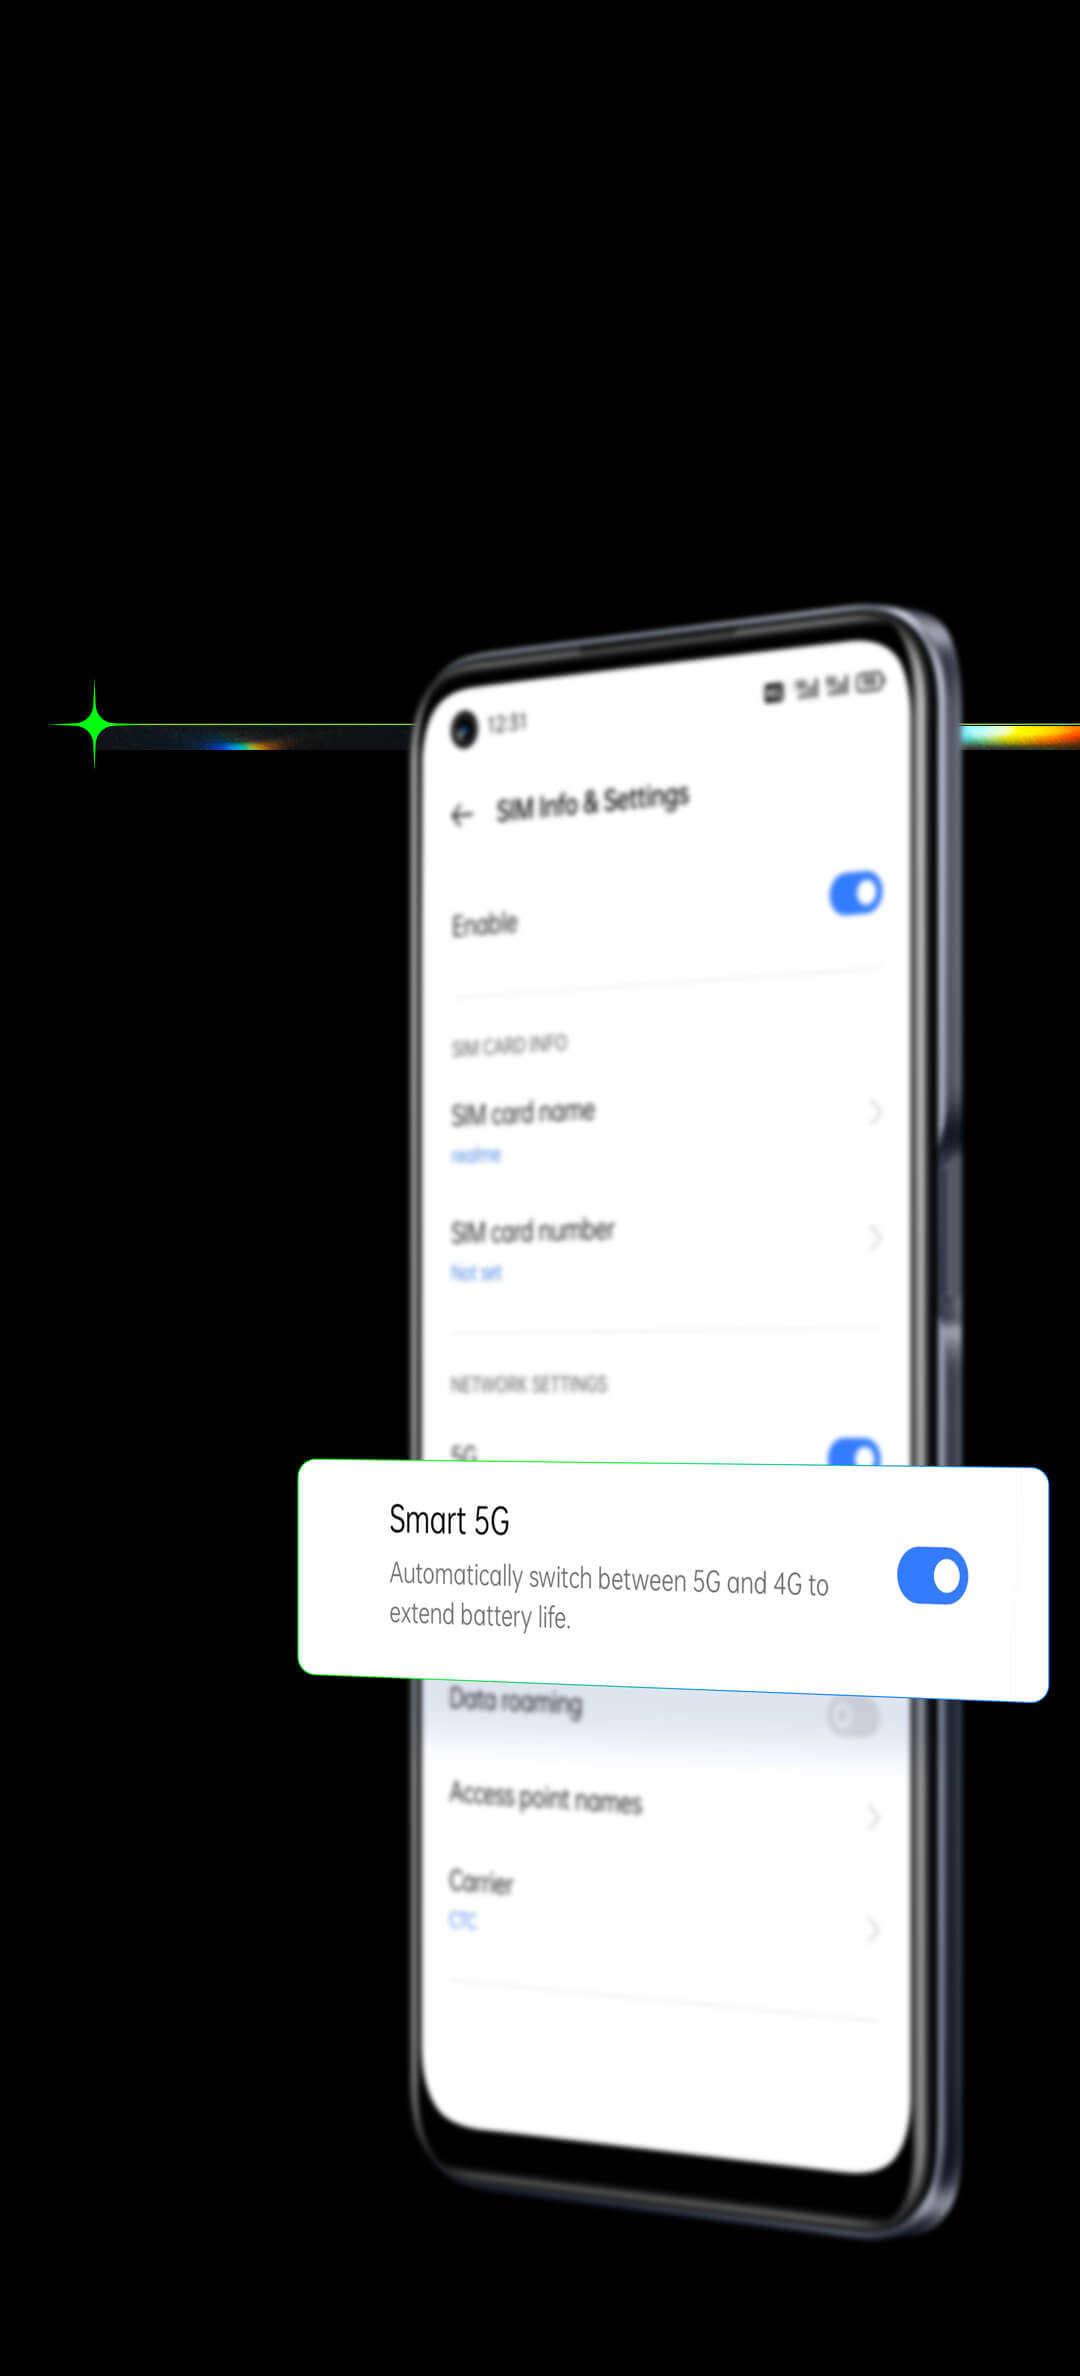 12:31
SIM Info & Settings
Enable
SIM CARD INFO
SIM card name
realme
SIM card number
Not set
NETWORK SETTINGS
5G
Smart 5G
Automatically switch between 5G and 4G to
extend battery life.
Data roaming
Access point names
Carrier
CTC